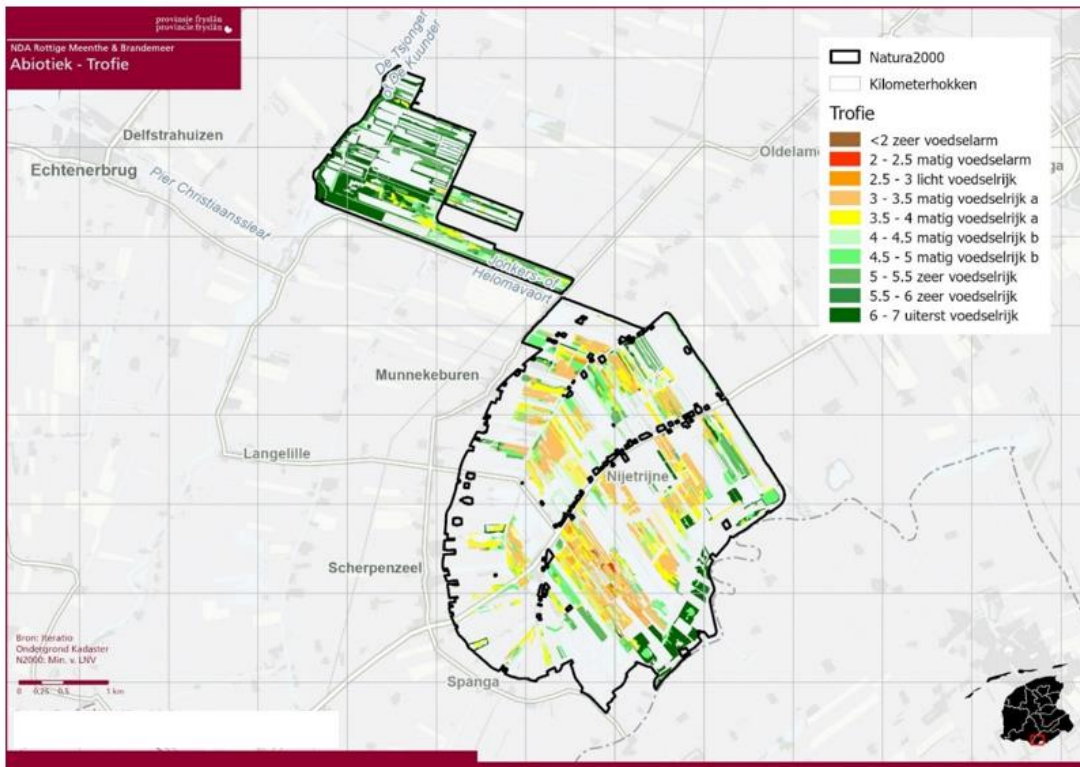 provinsje fryslân
provincie fryslân
NDA Rottige Meenthe & Brandemeer
Abiotiek - Trofie
De Tsjonger
of De Kuunder
Delfstrahuizen
Echtenerbrug
Pier Christiaanssleat
Oldelam
Jonkers- of
Helomavaort
Munnekeburen
Langelille
Nijetrijne
Scherpenzeel
Spanga
Natura2000
Kilometerhokken
Trofie
<2 zeer voedselarm
2 - 2.5 matig voedselarm
2.5 - 3 licht voedselrijk
3 - 3.5 matig voedselrijk a
3.5 - 4 matig voedselrijk a
4 - 4.5 matig voedselrijk b
4.5 - 5 matig voedselrijk b
5 - 5.5 zeer voedselrijk
5.5 - 6 zeer voedselrijk
6 - 7 uiterst voedselrijk
Bron: Iteratio
Ondergrond Kadaster
N2000: Min. v. LNV
0 0,25 0,5 1 km